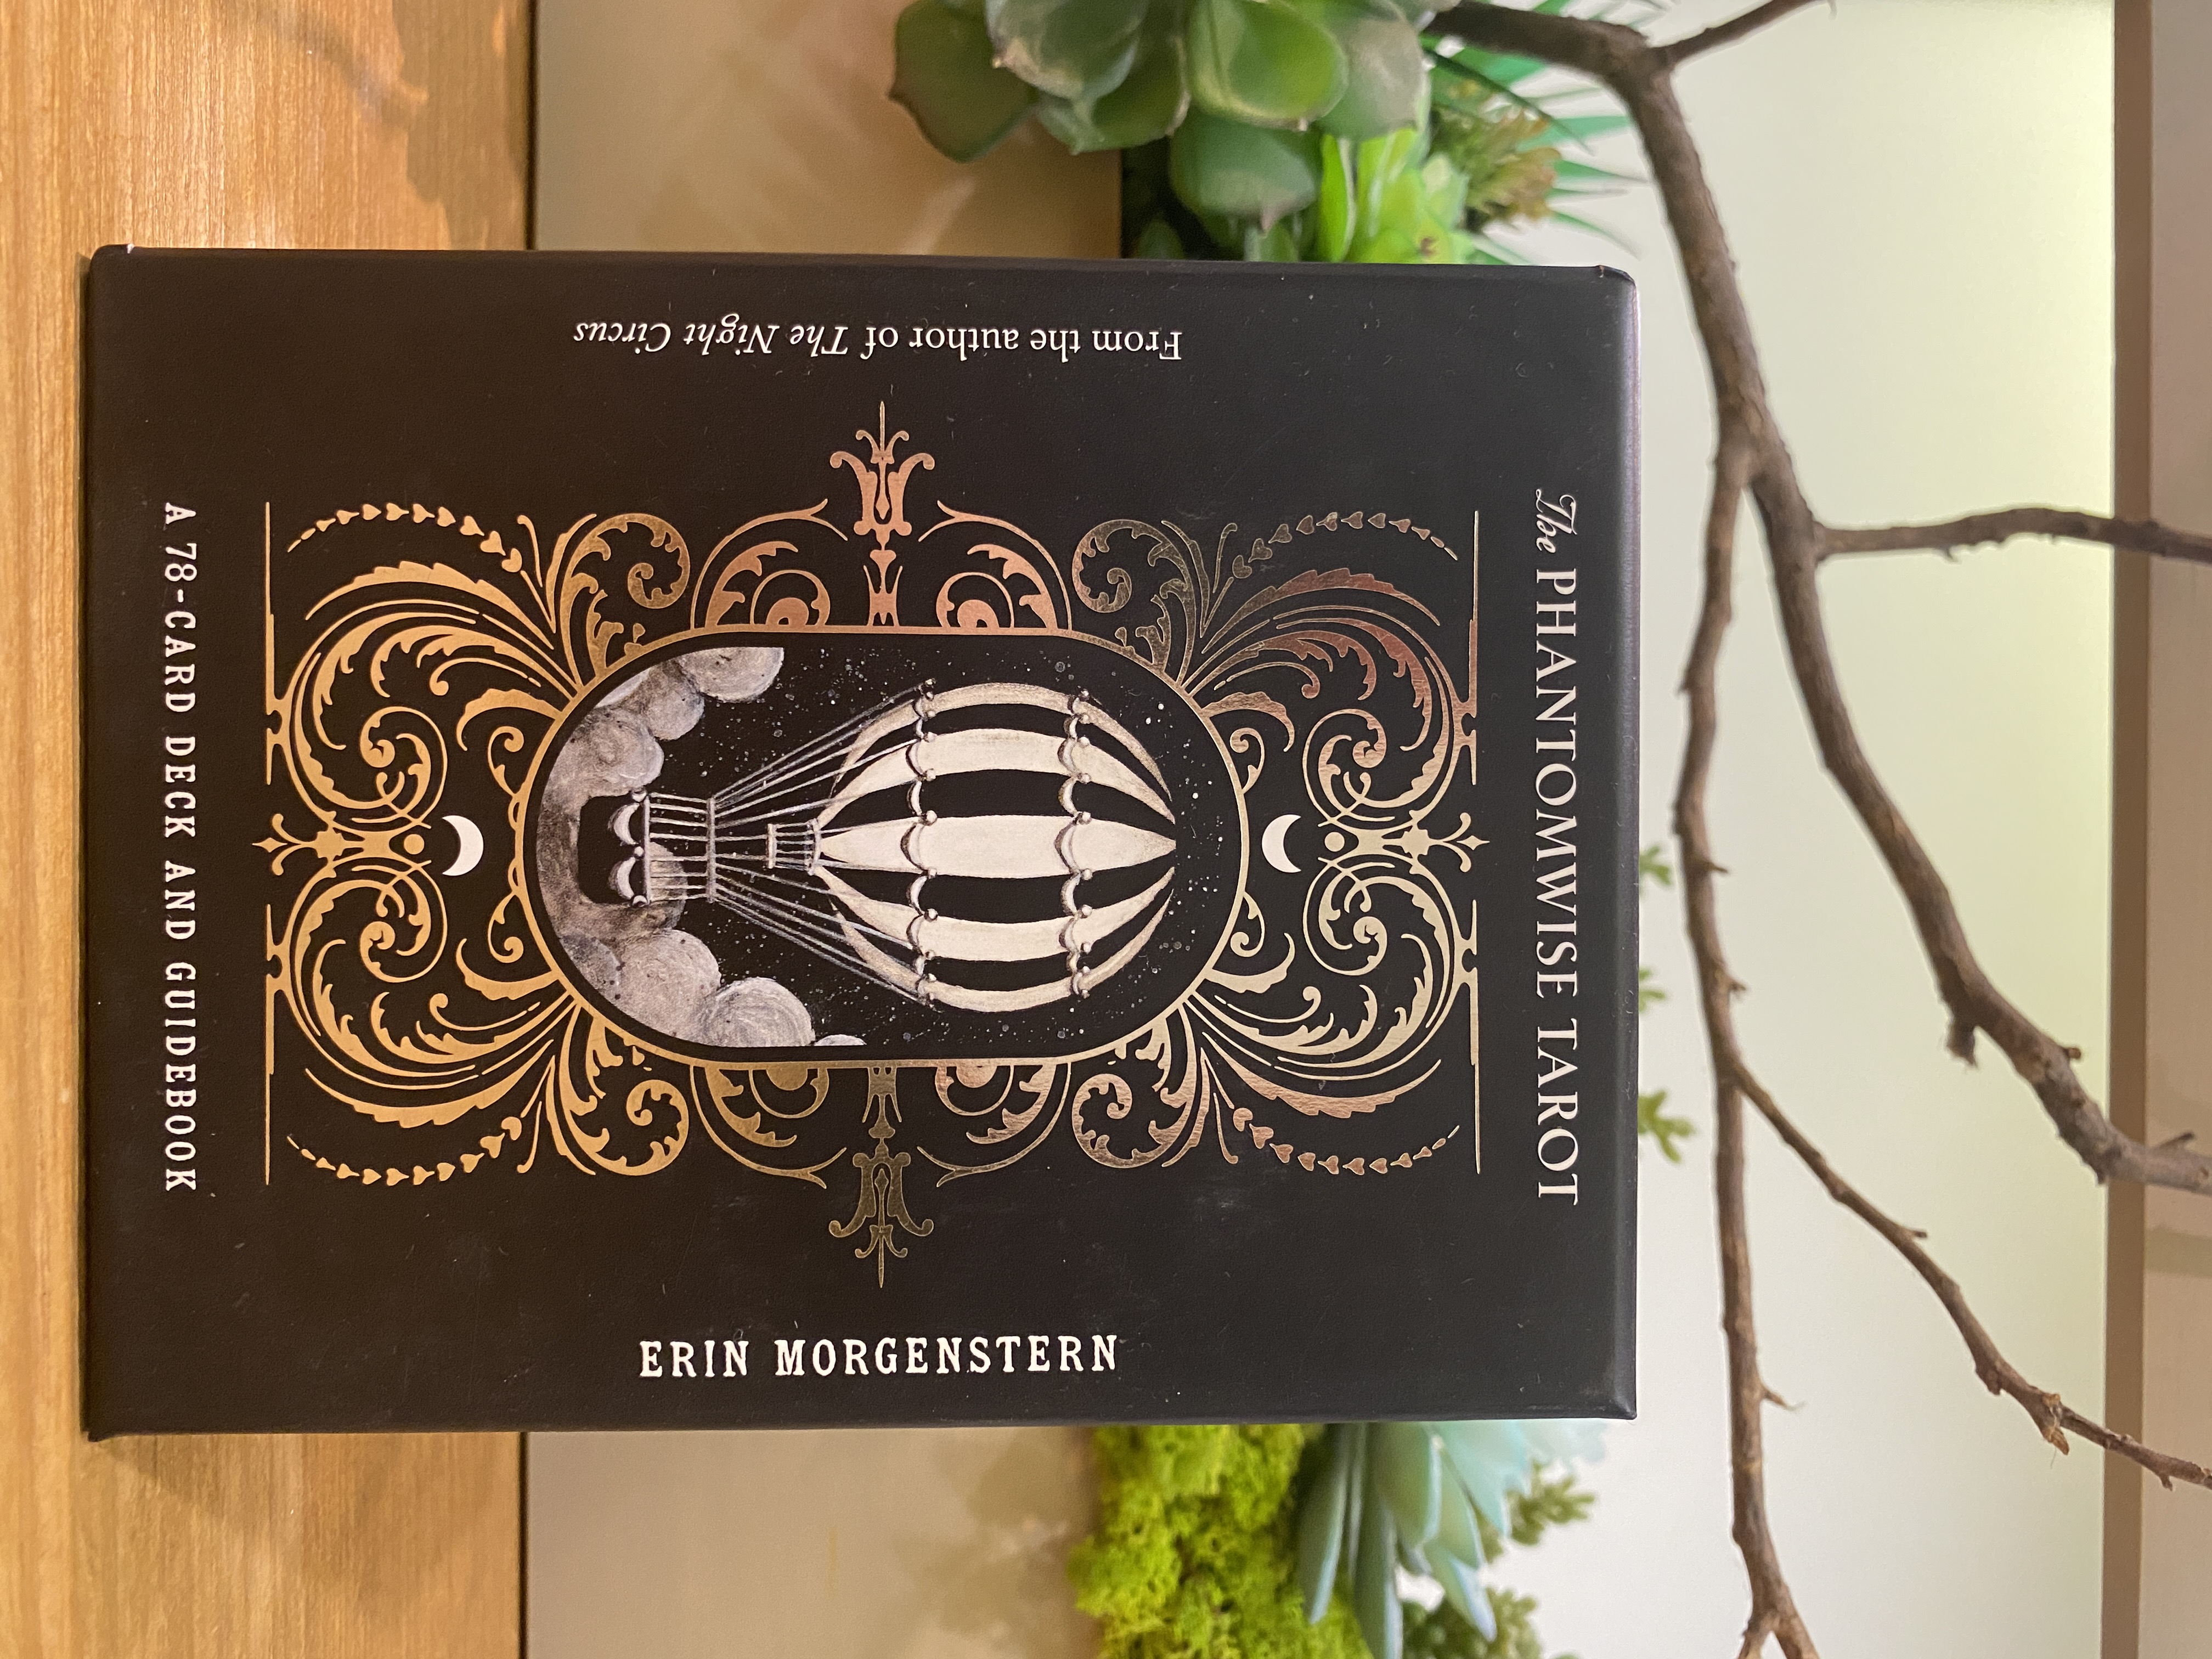 The PHANTOMWISE TAROT
From the author of The Night Circus
ERIN MORGENSTERN
A 78-CARD DECK AND GUIDEBOOK